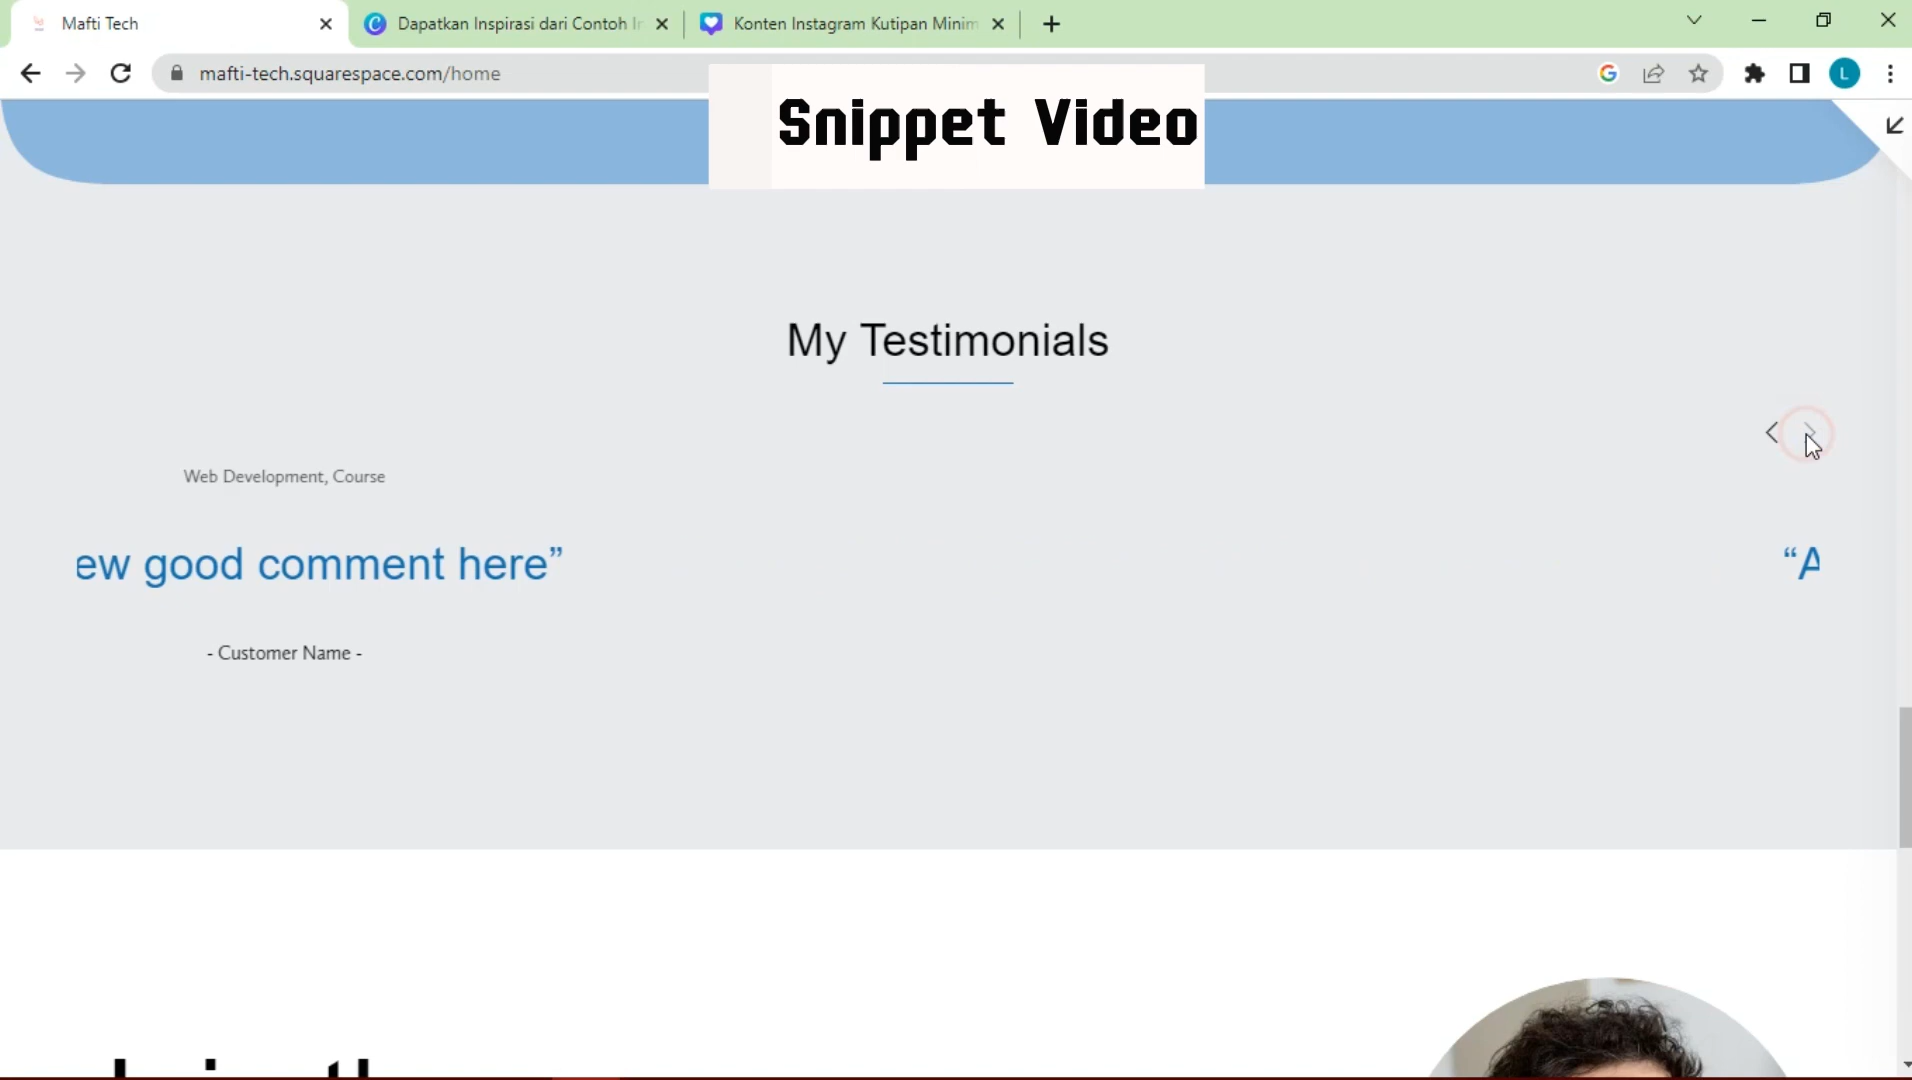 Mafti Tech
Dapatkan Inspirasi dari Contoh In
Konten Instagram Kutipan Minim
mafti-tech.squarespace.com/home
L
Snippet Video
My Testimonials
Web Development, Course
ew good comment here”
“A
- Customer Name -